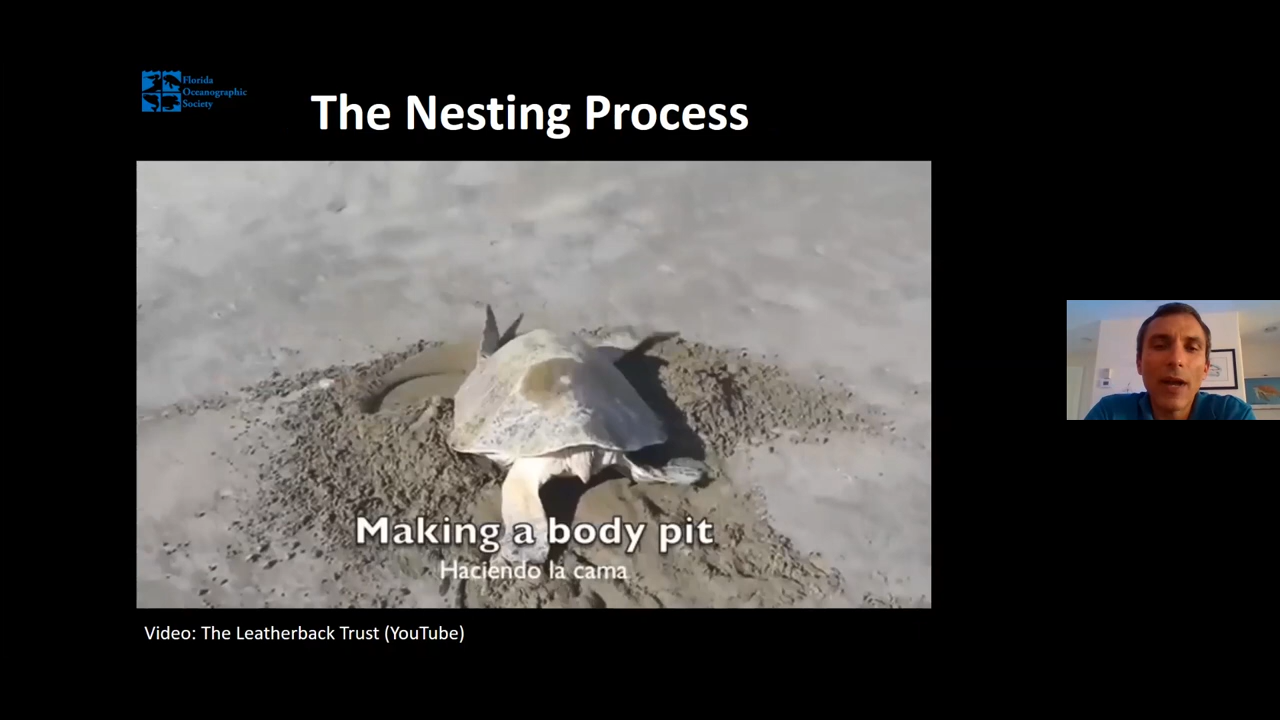 Florida
Oceanographic
Society
The Nesting Process
Making a body pit
Haciendo la cama
Video: The Leatherback Trust (YouTube)